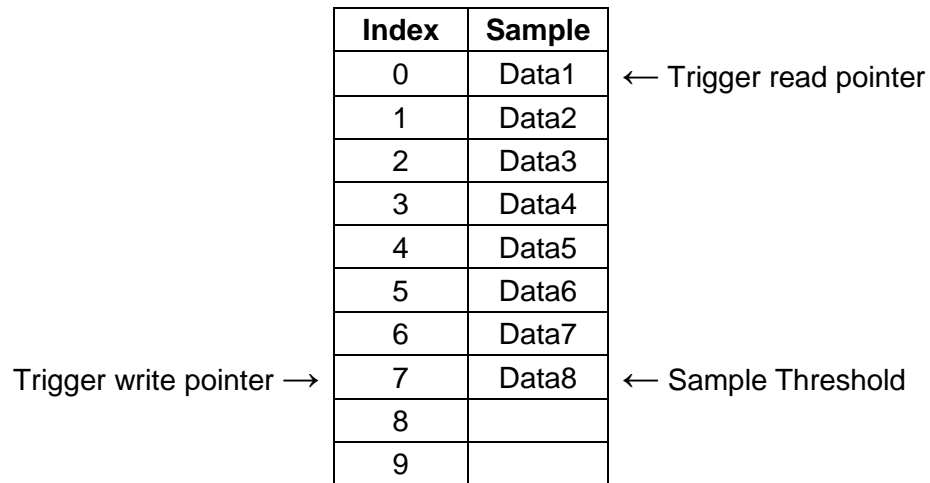 Index Sample
0 Data1 ← Trigger read pointer
1 Data2
2 Data3
3 Data4
4 Data5
5 Data6
6 Data7
Trigger write pointer → 7 Data8 ← Sample Threshold
8
9